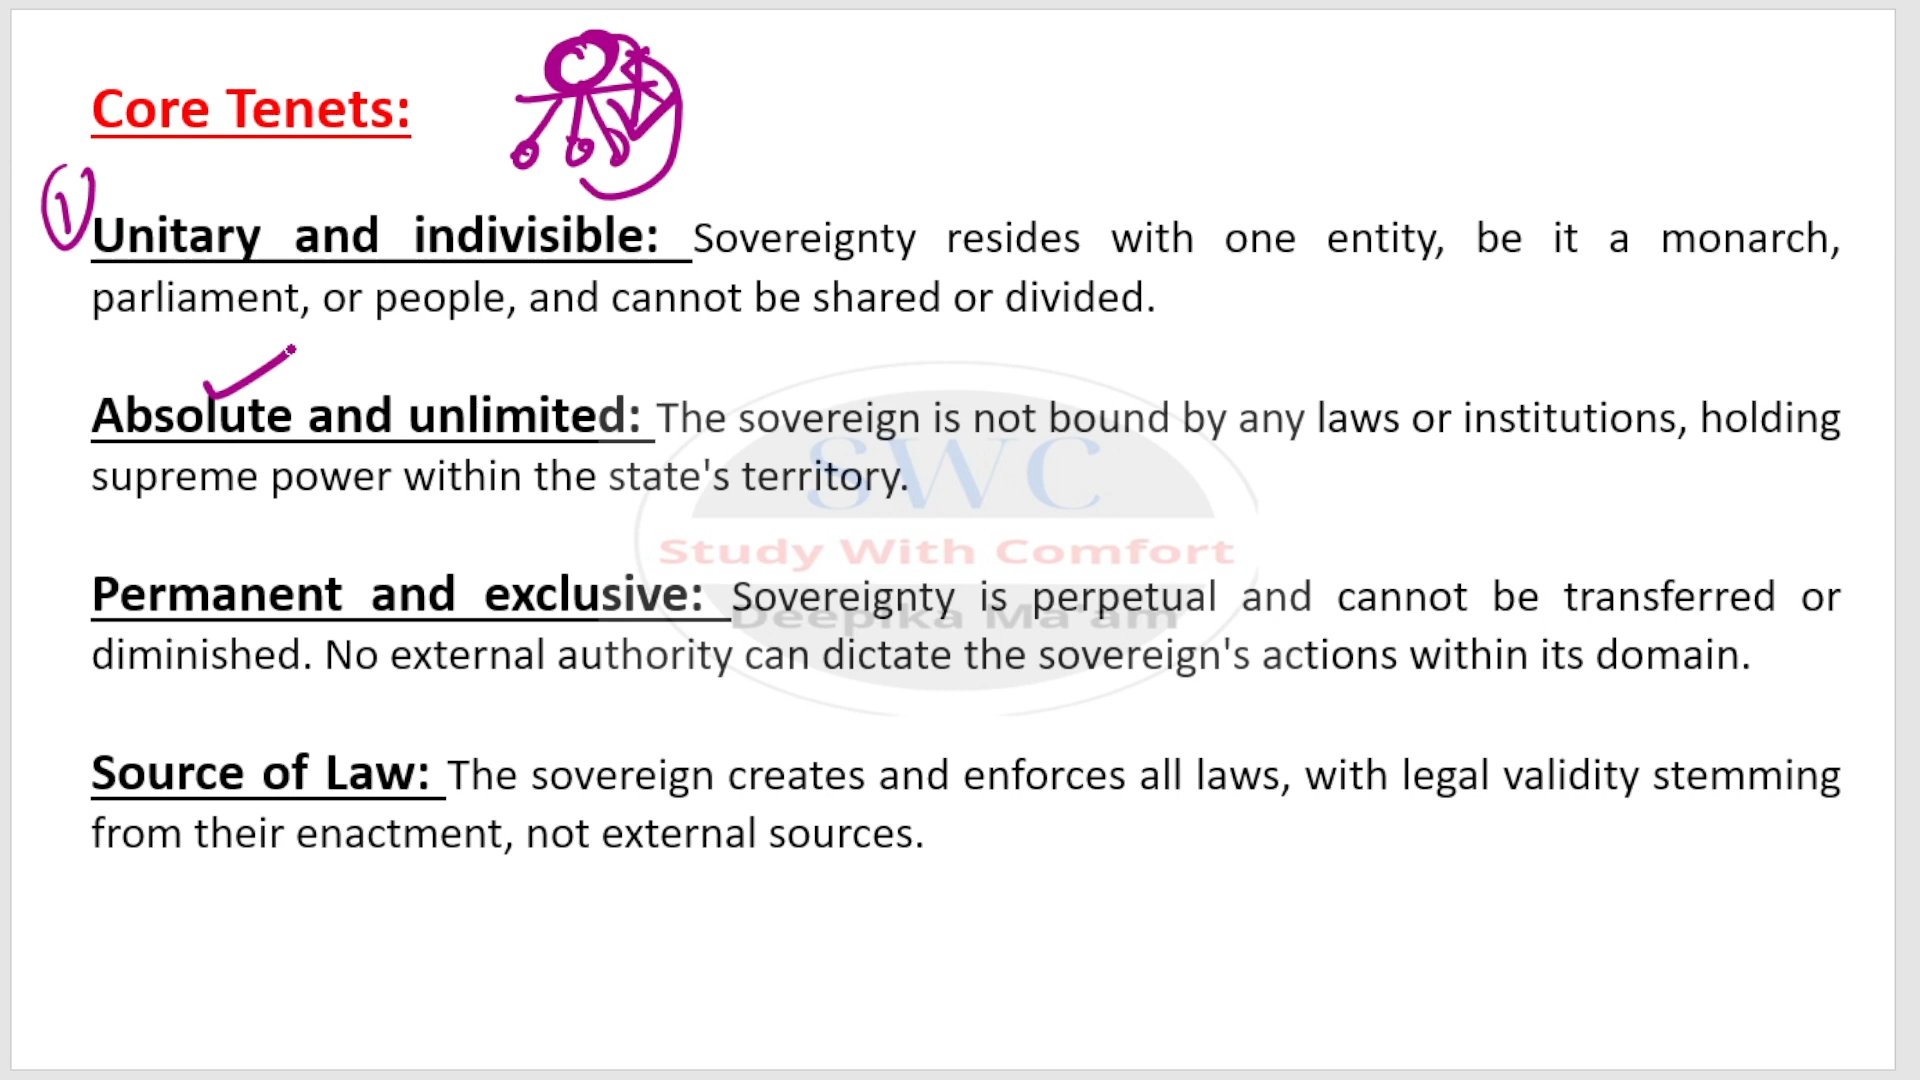 Core Tenets:
1
Unitary and indivisible: Sovereignty resides with one entity, be it a monarch,
parliament, or people, and cannot be shared or divided.
Absolute and unlimited: The sovereign is not bound by any laws or institutions, holding
supreme power within the state's territory.
SWC
Study With Comfort
Permanent and exclusive: Sovereignty is perpetual and cannot be transferred or
Deepika Ma'am
diminished. No external authority can dictate the sovereign's actions within its domain.
Source of Law: The sovereign creates and enforces all laws, with legal validity stemming
from their enactment, not external sources.